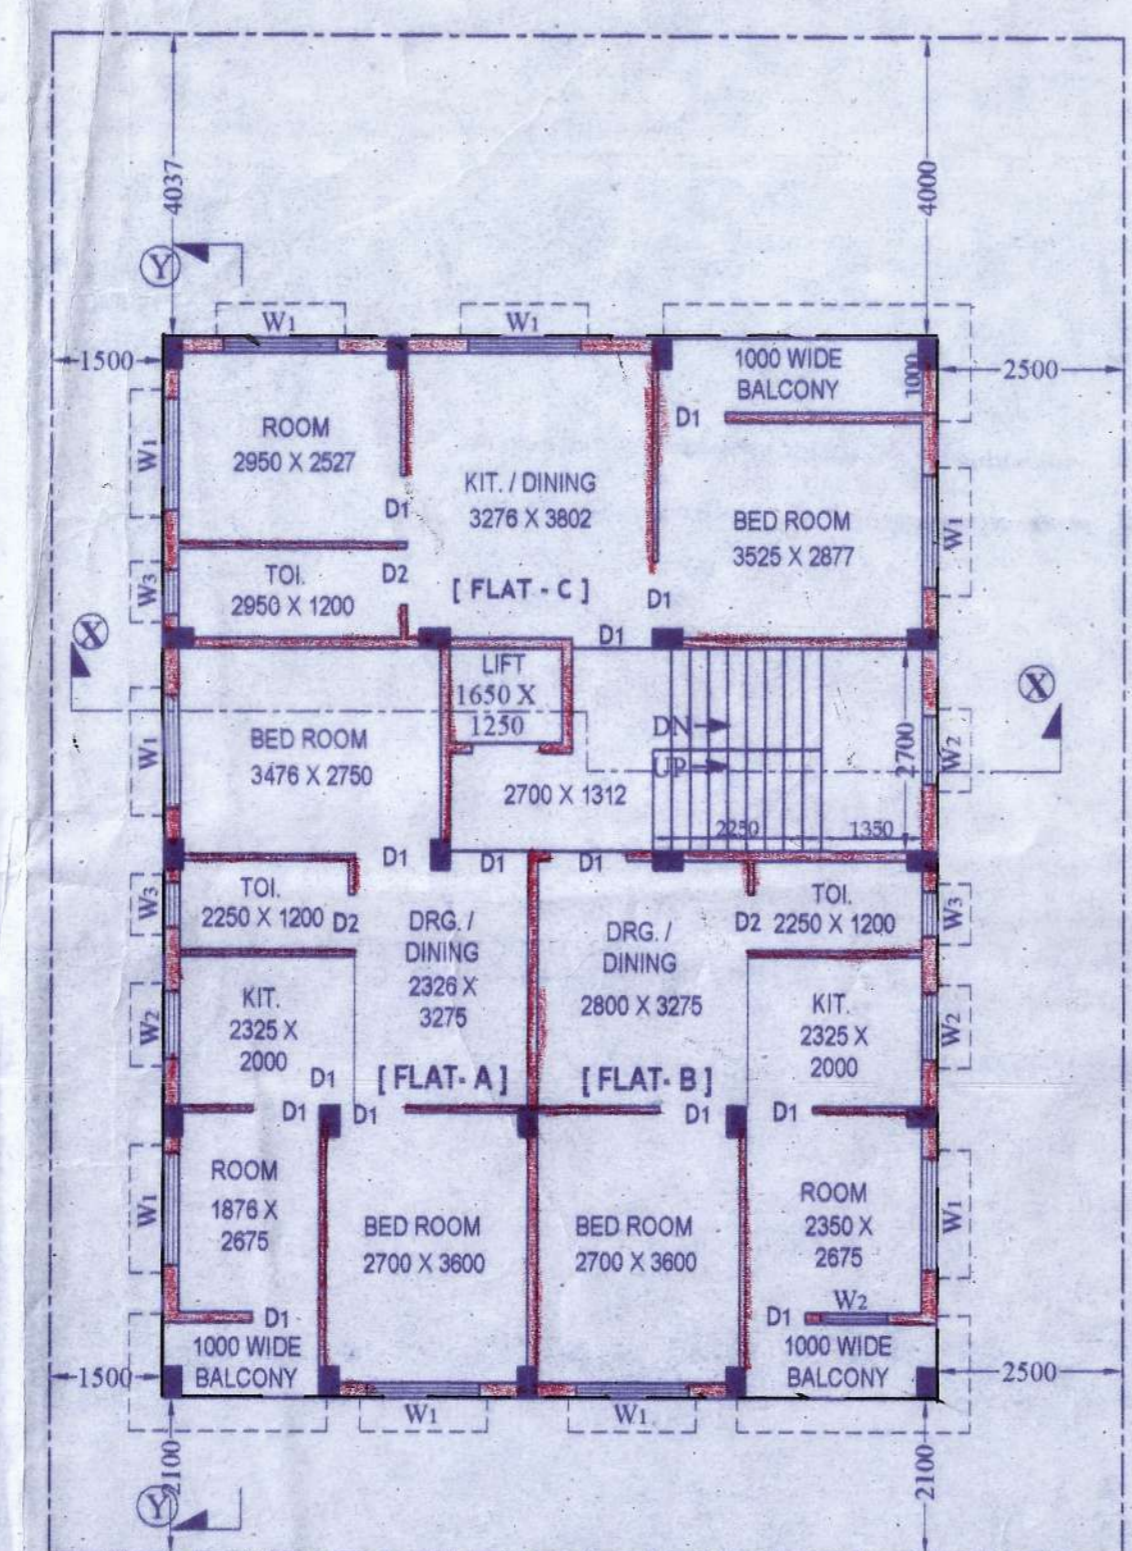 4037
4000
Y
W1
W1
1500
1000 WIDE
BALCONY
1000
2500
D1
ROOM
2950 X 2527
W1
KIT. / DINING
3276 X 3802
D1
BED ROOM
3525 X 2877
W1
TOI.
2950 X 1200
D2
W3
[ FLAT - C ]
D1
D1
X
LIFT
1650 X
1250
X
DN
UP
2700
W2
BED ROOM
3476 X 2750
W1
2700 X 1312
2250
1350
D1
D1
D1
TOI.
2250 X 1200
D2
W3
DRG. /
DINING
2326 X
3275
DRG. /
DINING
2800 X 3275
D2
TOI.
2250 X 1200
W3
KIT.
2325 X
2000
W2
D1
[ FLAT- A ]
[ FLAT- B ]
KIT.
2325 X
2000
W2
D1
D1
D1
D1
ROOM
1876 X
2675
W1
BED ROOM
2700 X 3600
BED ROOM
2700 X 3600
ROOM
2350 X
2675
W1
D1
D1
W2
1000 WIDE
BALCONY
1000 WIDE
BALCONY
1500
2500
W1
W1
2100
2100
Y